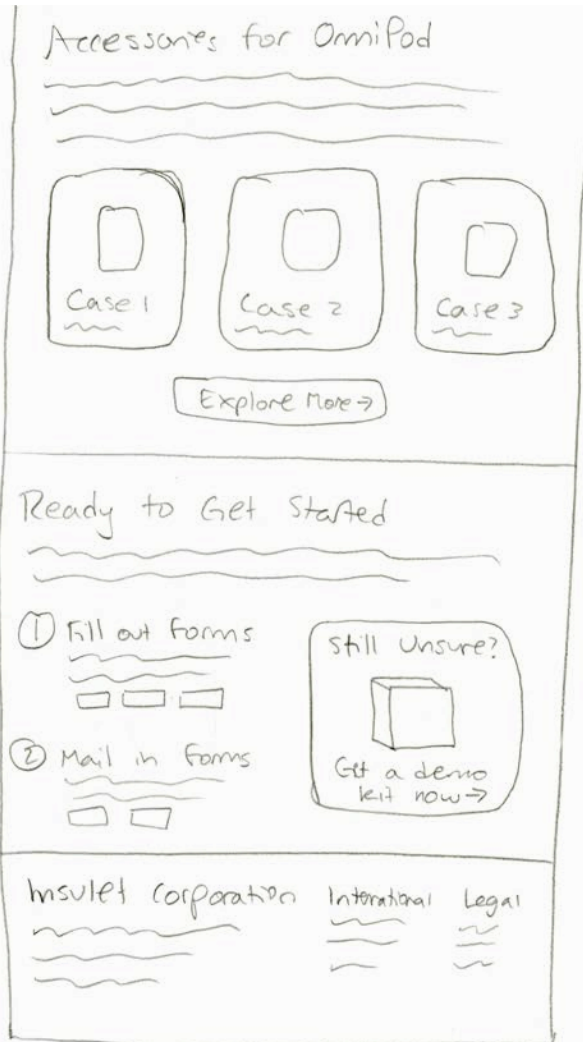 Accessories for OmniPod
Case 1
Case 2
Case 3
Explore More →
Ready to Get Started
① Fill out Forms
② Mail in Forms
Still Unsure?
Get a demo
kit now →
Insulet Corporation
International
Legal